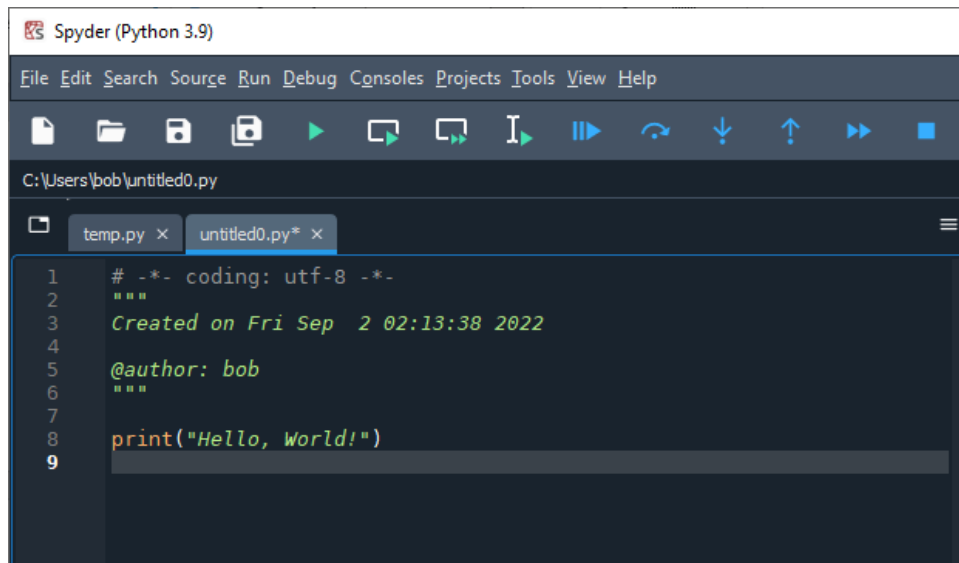 Spyder (Python 3.9)
File Edit Search Source Run Debug Consoles Projects Tools View Help
C:\Users\bob\untitled0.py
temp.py × untitled0.py* ×
1 # -*- coding: utf-8 -*-
2 """
3 Created on Fri Sep  2 02:13:38 2022
4
5 @author: bob
6 """
7
8 print("Hello, World!")
9